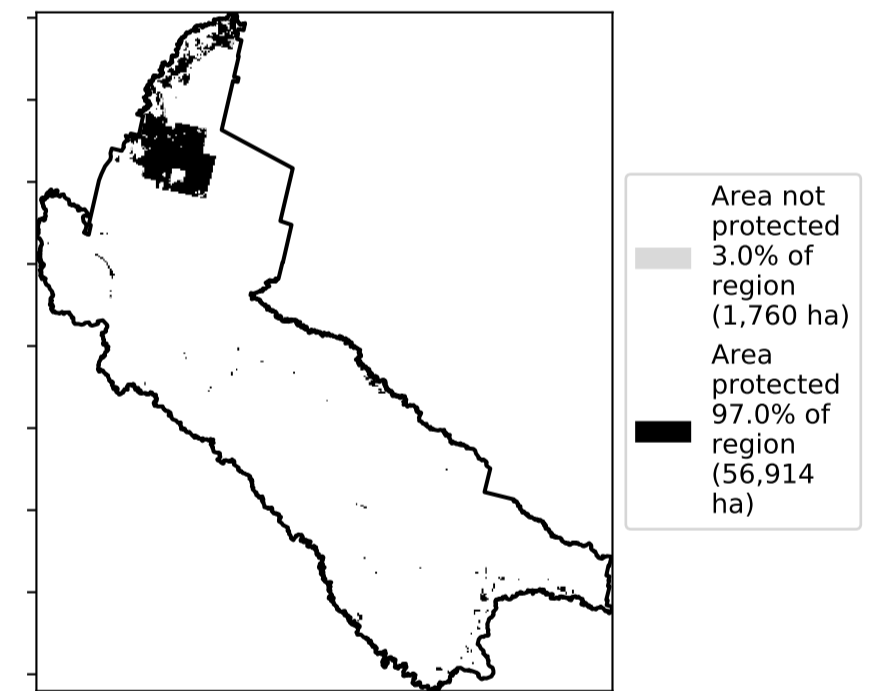 Area not
protected
3.0% of
region
(1,760 ha)
Area
protected
97.0% of
region
(56,914
ha)